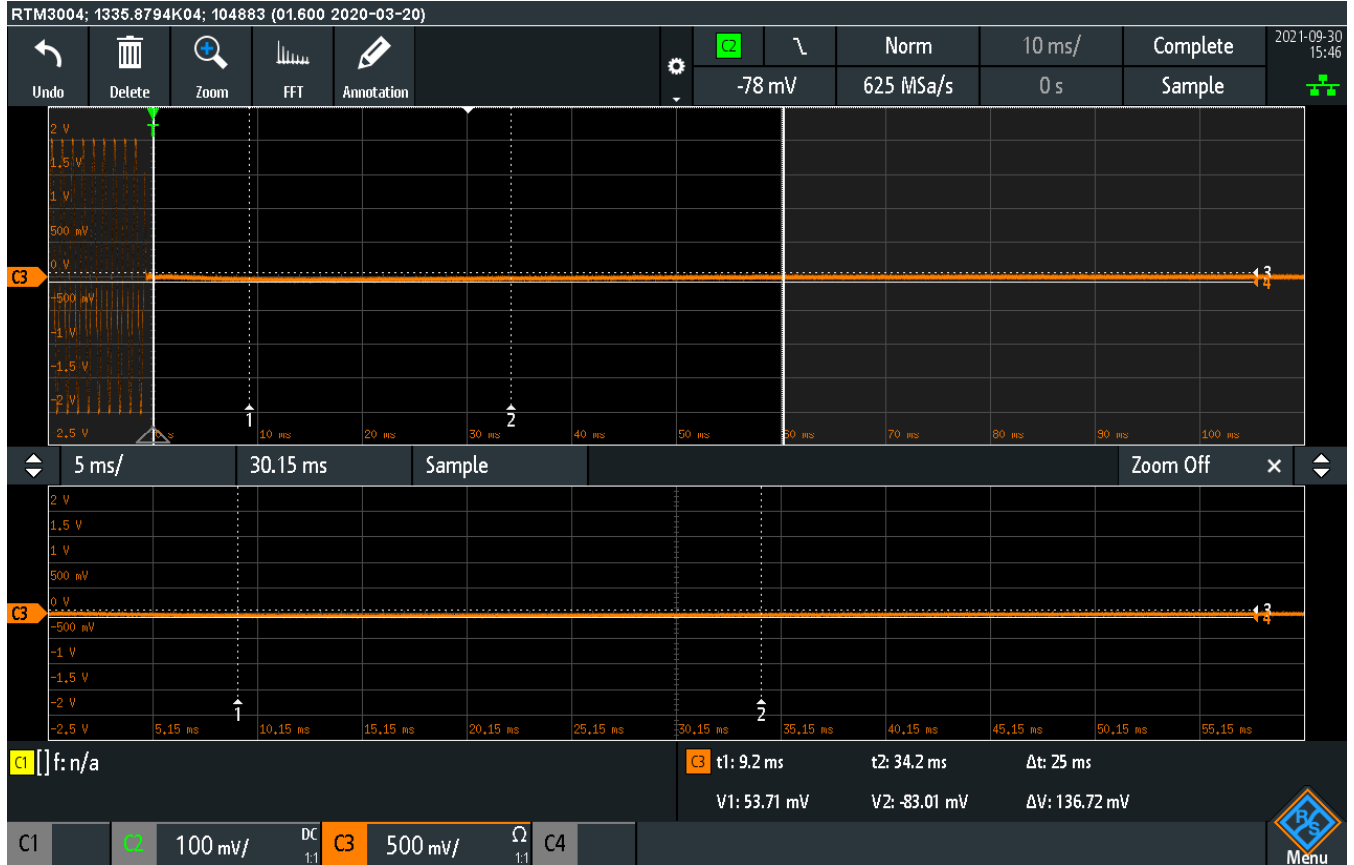 RTM3004; 1335.8794K04; 104883 (01.600 2020-03-20)
Undo Delete Zoom FFT Annotation
C2 Norm 10 ms/ Complete
-78 mV 625 MSa/s 0 s Sample
2021-09-30
15:46
T
2 V
1.5 V
1 V
500 mV
0 V
C3
3
4
-500 mV
-1 V
-1.5 V
-2 V
1 2
2.5 V 0 s 10 ms 20 ms 30 ms 40 ms 50 ms 60 ms 70 ms 80 ms 90 ms 100 ms
5 ms/ 30.15 ms Sample Zoom Off ×
2 V
1.5 V
1 V
500 mV
0 V
C3
3
4
-500 mV
-1 V
-1.5 V
-2 V
1 2
-2.5 V 5.15 ms 10.15 ms 15.15 ms 20.15 ms 25.15 ms 30.15 ms 35.15 ms 40.15 ms 45.15 ms 50.15 ms 55.15 ms
C1 [] f: n/a
C3 t1: 9.2 ms t2: 34.2 ms Δt: 25 ms
V1: 53.71 mV V2: -83.01 mV ΔV: 136.72 mV
C1 C2 100 mV/ DC 1:1 C3 500 mV/ Ω 1:1 C4
R&S
Menu